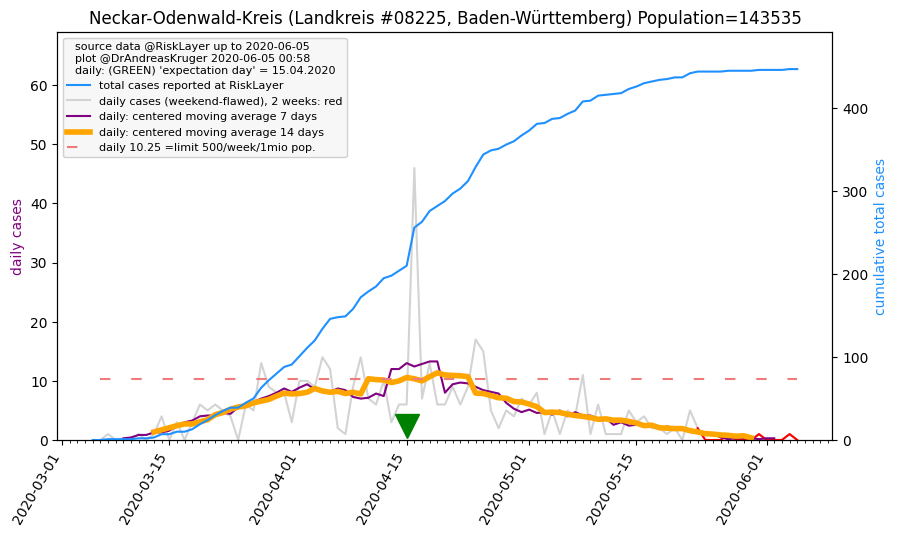 Neckar-Odenwald-Kreis (Landkreis #08225, Baden-Württemberg) Population=143535
source data @RiskLayer up to 2020-06-05
plot @DrAndreasKruger 2020-06-05 00:58
daily: (GREEN) 'expectation day' = 15.04.2020
total cases reported at RiskLayer
daily cases (weekend-flawed), 2 weeks: red
daily: centered moving average 7 days
daily: centered moving average 14 days
daily 10.25 =limit 500/week/1mio pop.
daily cases
60
50
40
30
20
10
0
cumulative total cases
400
300
200
100
0
2020-03-01
2020-03-15
2020-04-01
2020-04-15
2020-05-01
2020-05-15
2020-06-01